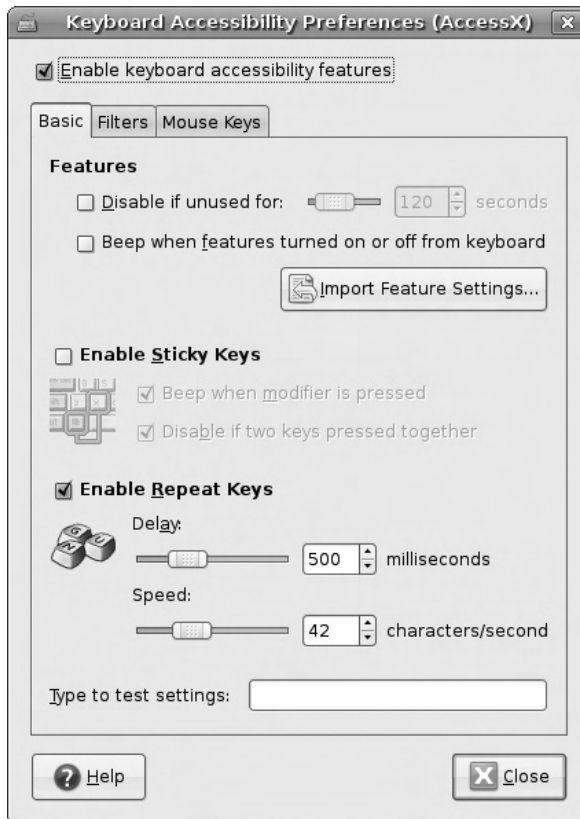 Keyboard Accessibility Preferences (AccessX)
Enable keyboard accessibility features
Basic Filters Mouse Keys
Features
Disable if unused for: 120 seconds
Beep when features turned on or off from keyboard
Import Feature Settings...
Enable Sticky Keys
Beep when modifier is pressed
Disable if two keys pressed together
Enable Repeat Keys
Delay:
500 milliseconds
Speed:
42 characters/second
Type to test settings:
Help Close